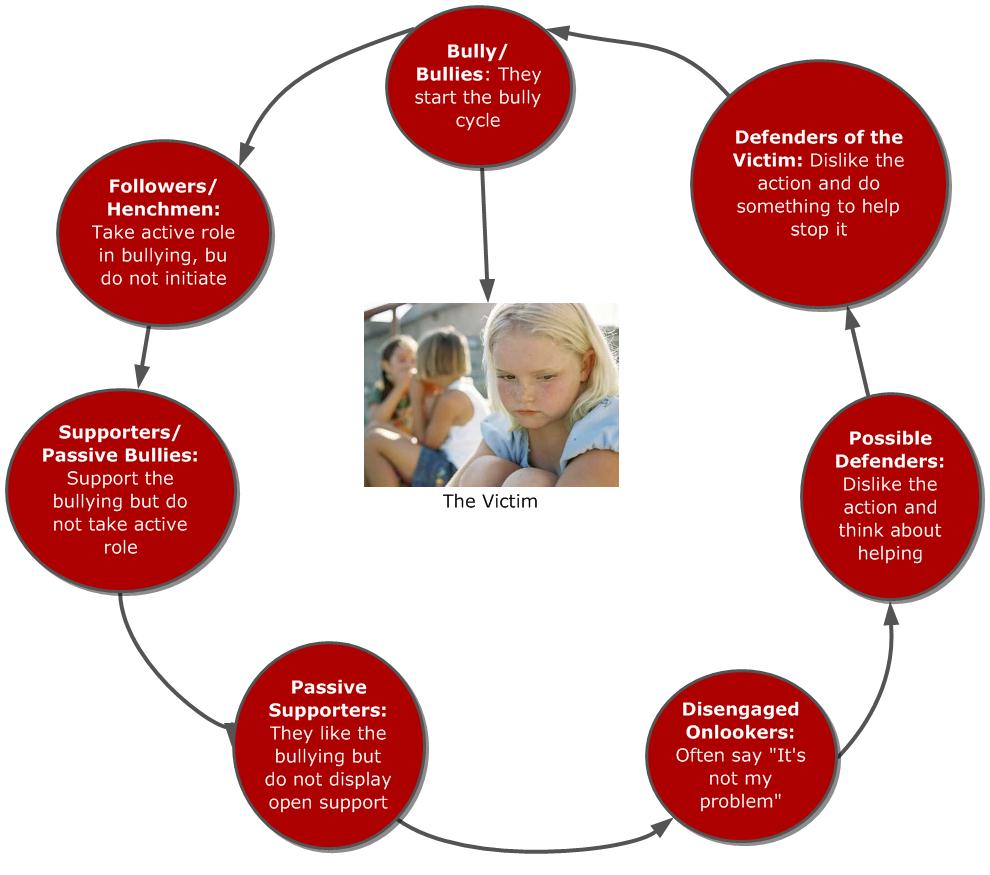 Bully/
Bullies: They
start the bully
cycle
Followers/
Henchmen:
Take active role
in bullying, bu
do not initiate
Supporters/
Passive Bullies:
Support the
bullying but do
not take active
role
Passive
Supporters:
They like the
bullying but
do not display
open support
Disengaged
Onlookers:
Often say "It's
not my
problem"
Possible
Defenders:
Dislike the
action and
think about
helping
Defenders of the
Victim: Dislike the
action and do
something to help
stop it
The Victim